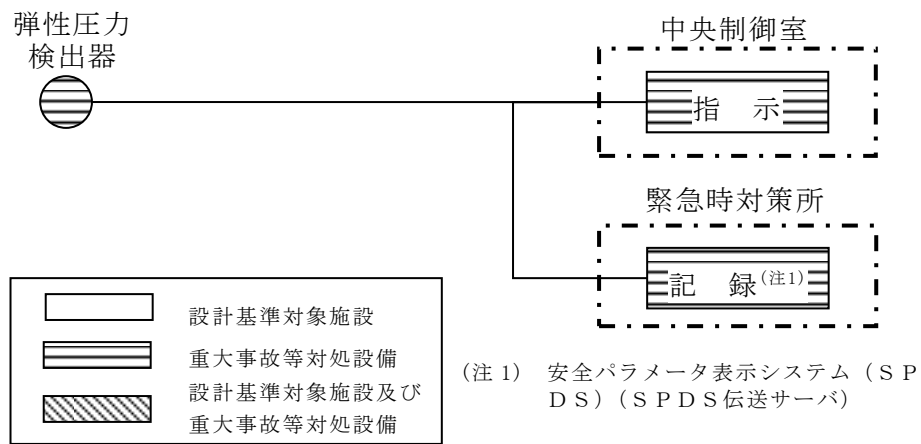 弾性圧力
検出器
中央制御室
指 示
緊急時対策所
記 録(注1)
設計基準対象施設
重大事故等対処設備
設計基準対象施設及び
重大事故等対処設備
(注 1) 安全パラメータ表示システム (ＳＰ
ＤＳ) (ＳＰＤＳ伝送サーバ)